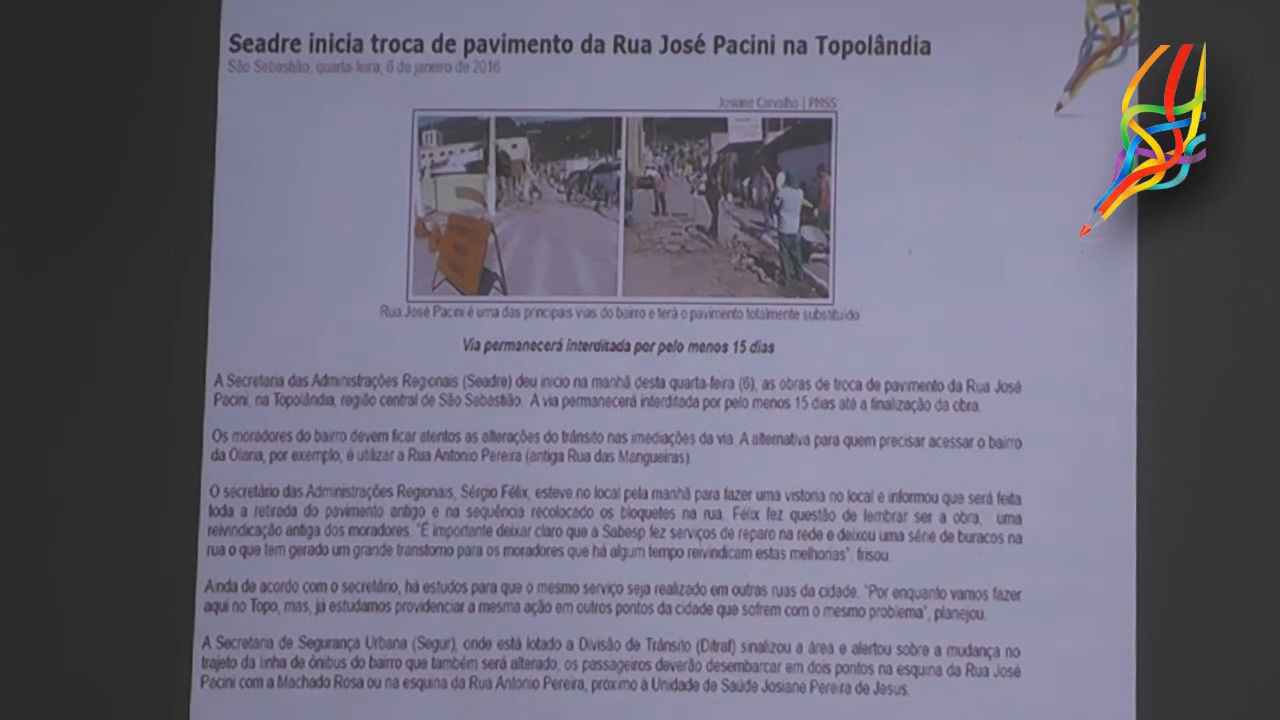 Seadre inicia troca de pavimento da Rua José Pacini na Topolândia
São Sebastião, quarta-feira, 6 de janeiro de 2016
Josiane Carvalho | PMSS
Rua José Pacini é uma das principais vias do bairro e terá o pavimento totalmente substituído
Via permanecerá interditada por pelo menos 15 dias
A Secretaria das Administrações Regionais (Seadre) deu início na manhã desta quarta-feira (6), as obras de troca de pavimento da Rua José
Pacini, na Topolândia, região central de São Sebastião. A via permanecerá interditada por pelo menos 15 dias até a finalização da obra.
Os moradores do bairro devem ficar atentos as alterações do trânsito nas imediações da via. A alternativa para quem precisar acessar o bairro
da Olaria, por exemplo, é utilizar a Rua Antonio Pereira (antiga Rua das Mangueiras).
O secretário das Administrações Regionais, Sérgio Félix, esteve no local pela manhã para fazer uma vistoria no local e informou que será feita
toda a retirada do pavimento antigo e na sequência recolocado os bloquetes na rua. Félix fez questão de lembrar ser a obra, uma
reivindicação antiga dos moradores. "É importante deixar claro que a Sabesp fez serviços de reparo na rede e deixou uma série de buracos na
rua o que tem gerado um grande transtorno para os moradores que há algum tempo reivindicam estas melhorias", frisou.
Ainda de acordo com o secretário, há estudos para que o mesmo serviço seja realizado em outras ruas da cidade. "Por enquanto vamos fazer
aqui no Topo, mas, já estudamos providenciar a mesma ação em outros pontos da cidade que sofrem com o mesmo problema", planejou.
A Secretaria de Segurança Urbana (Segur), onde está lotado a Divisão de Trânsito (Ditraf) sinalizou a área e alertou sobre a mudança no
trajeto da linha de ônibus do bairro que também será alterado, os passageiros deverão desembarcar em dois pontos na esquina da Rua José
Pacini com a Machado Rosa ou na esquina da Rua Antonio Pereira, próximo à Unidade de Saúde Josiane Pereira de Jesus.